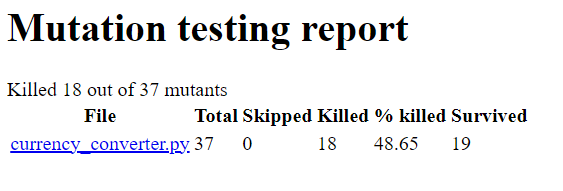 Mutation testing report
Killed 18 out of 37 mutants
File Total Skipped Killed % killed Survived
currency_converter.py 37 0 18 48.65 19